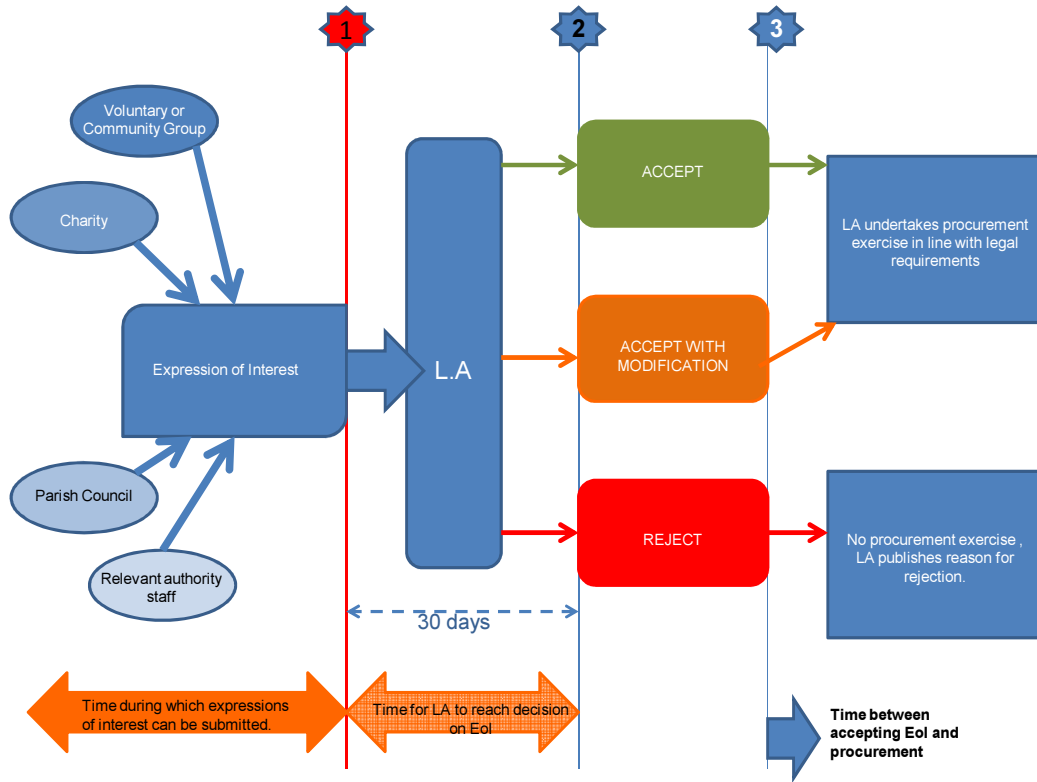 1
2
3
Voluntary or
Community Group
Charity
Expression of Interest
Parish Council
Relevant authority
staff
L.A
ACCEPT
ACCEPT WITH
MODIFICATION
REJECT
LA undertakes procurement
exercise in line with legal
requirements
No procurement exercise ,
LA publishes reason for
rejection.
30 days
Time during which expressions
of interest can be submitted.
Time for LA to reach decision
on EoI
Time between
accepting EoI and
procurement